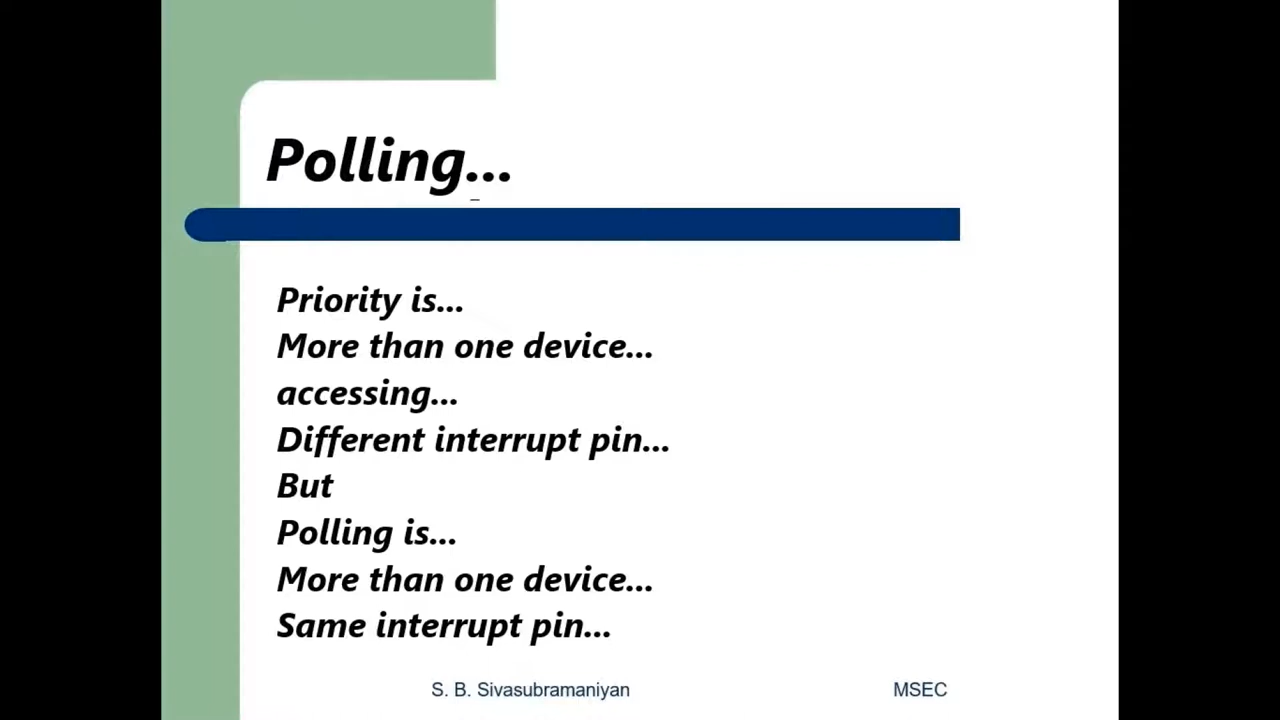 Polling...
Priority is...
More than one device...
accessing...
Different interrupt pin...
But
Polling is...
More than one device...
Same interrupt pin...
S. B. Sivasubramaniyan MSEC